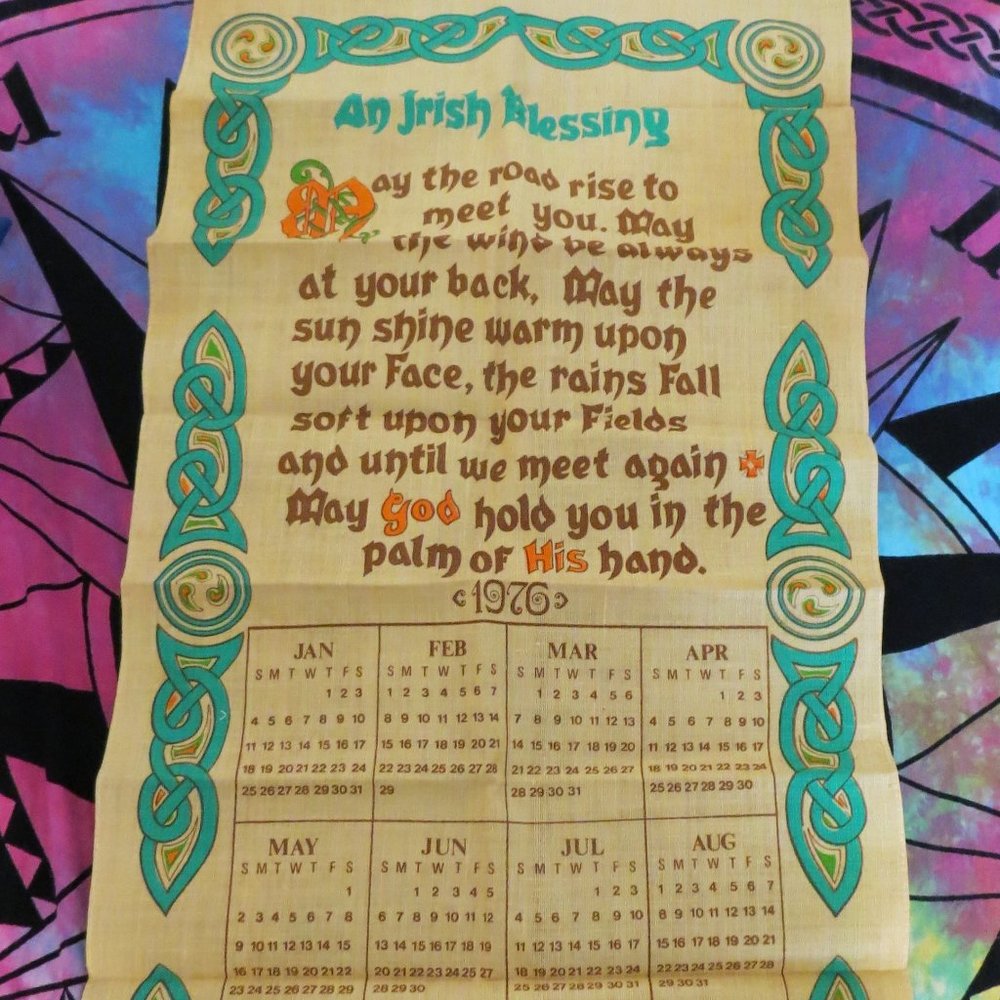 An Irish Blessing
May the road rise to
meet you. May
the wind be always
at your back, May the
sun shine warm upon
your Face, the rains Fall
soft upon your Fields
and until we meet again
May God hold you in the
palm of His hand.
1976
JAN FEB MAR APR
S M T W T F S S M T W T F S S M T W T F S S M T W T F S
1 2 3 1 2 3 4 5 6 7 1 2 3 4 5 6 1 2 3
4 5 6 7 8 9 10 8 9 10 11 12 13 14 7 8 9 10 11 12 13 4 5 6 7 8 9 10
11 12 13 14 15 16 17 15 16 17 18 19 20 21 14 15 16 17 18 19 20 11 12 13 14 15 16 17
18 19 20 21 22 23 24 22 23 24 25 26 27 28 21 22 23 24 25 26 27 18 19 20 21 22 23 24
25 26 27 28 29 30 31 29 28 29 30 31 25 26 27 28 29 30
MAY JUN JUL AUG
S M T W T F S S M T W T F S S M T W T F S S M T W T F S
1 1 2 3 4 5 1 2 3 1 2 3 4 5 6 7
2 3 4 5 6 7 8 6 7 8 9 10 11 12 4 5 6 7 8 9 10 8 9 10 11 12 13 14
9 10 11 12 13 14 15 13 14 15 16 17 18 19 11 12 13 14 15 16 17 15 16 17 18 19 20 21
16 17 18 19 20 21 22 20 21 22 23 24 25 27 18 19 20 21 22 23 24 22 23 24 25 26 27 28
23 24 25 26 27 28 29 28 29 30 25 26 27 28 29 30 31 29 30 31